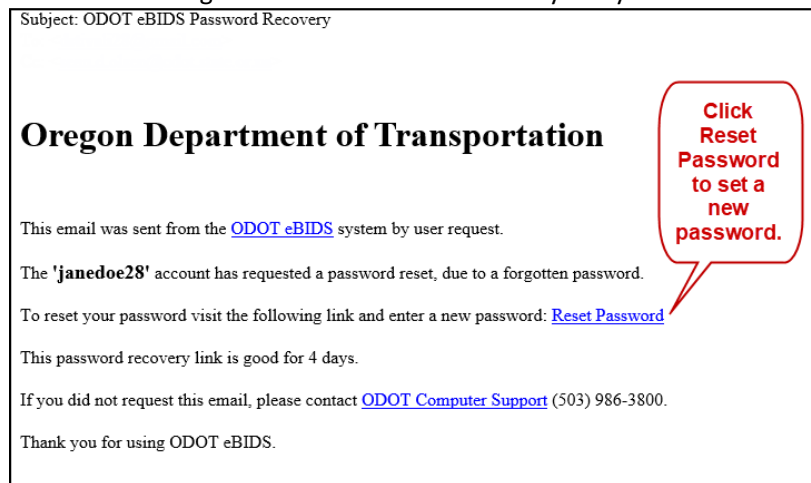 Subject: ODOT eBIDS Password Recovery
Oregon Department of Transportation
Click
Reset
Password
to set a
new
password.
This email was sent from the ODOT eBIDS system by user request.
The 'janedoe28' account has requested a password reset, due to a forgotten password.
To reset your password visit the following link and enter a new password: Reset Password
This password recovery link is good for 4 days.
If you did not request this email, please contact ODOT Computer Support (503) 986-3800.
Thank you for using ODOT eBIDS.